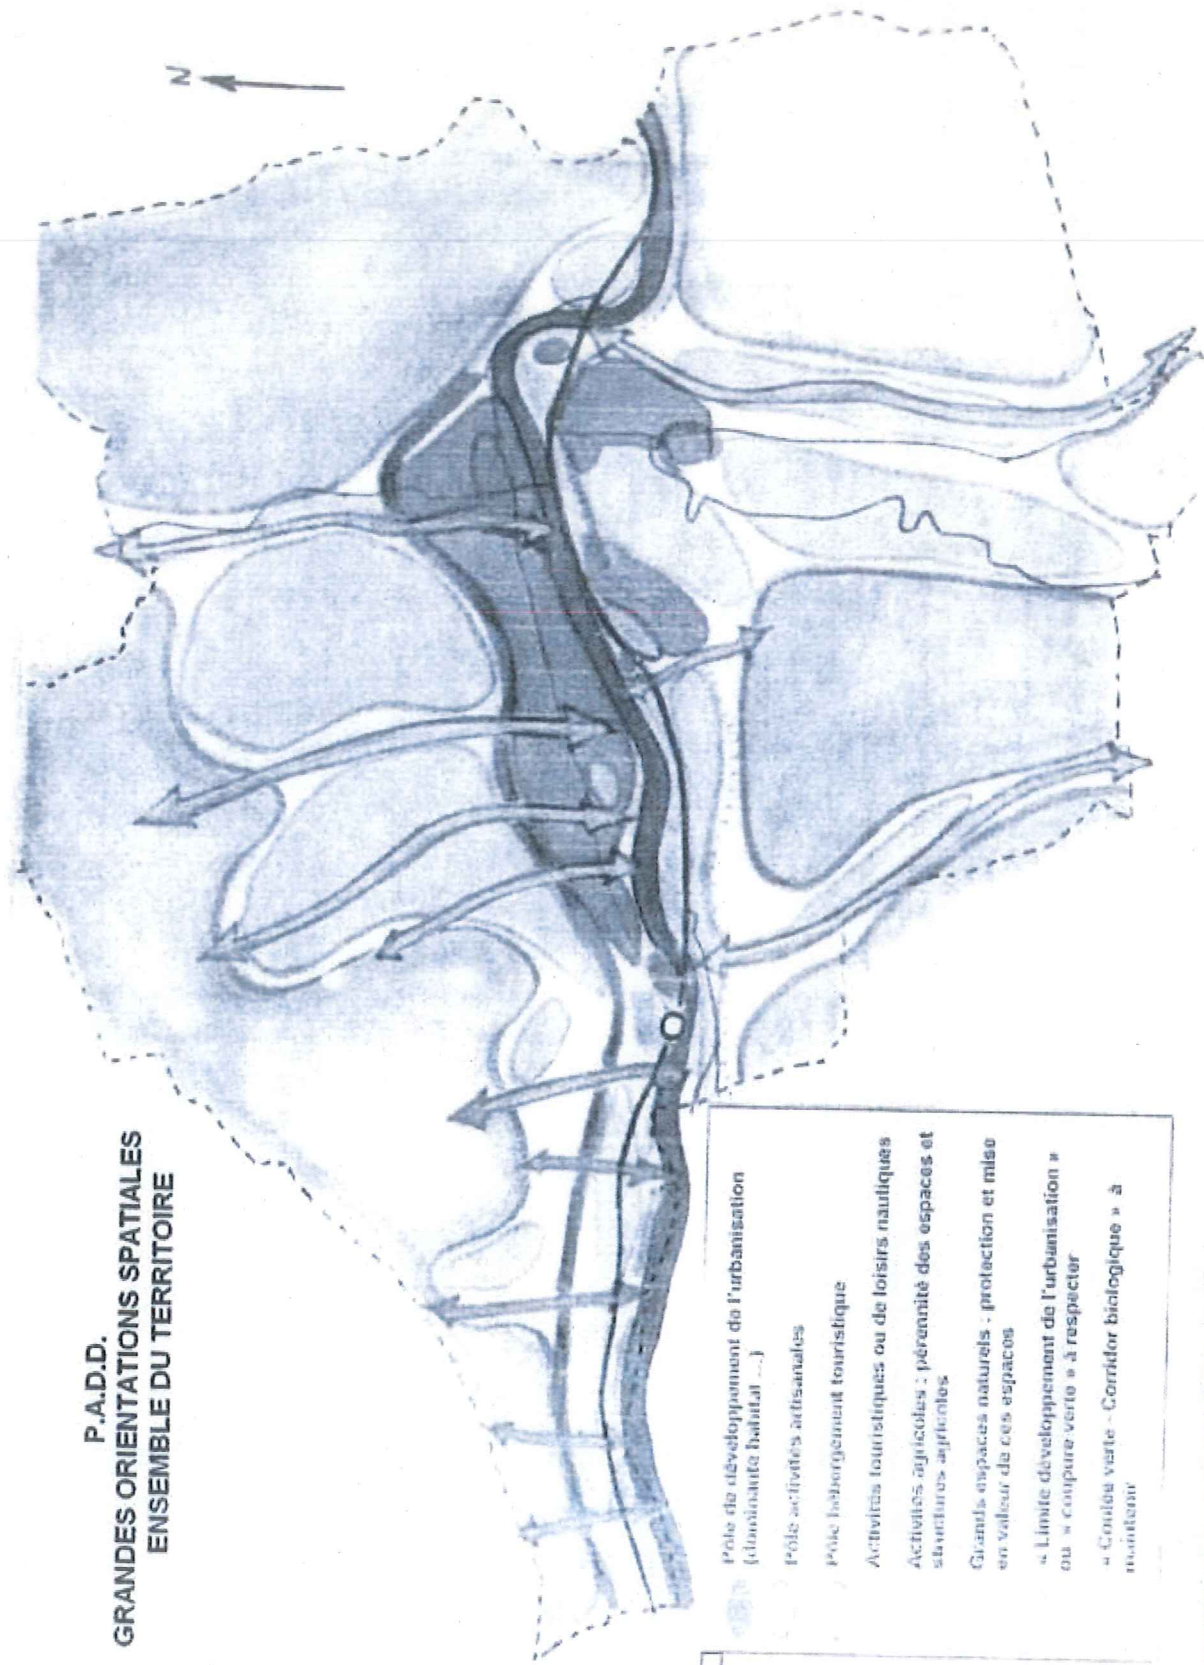 P.A.D.D.
GRANDES ORIENTATIONS SPATIALES
ENSEMBLE DU TERRITOIRE
N
Pôle de développement de l'urbanisation
(dominante habitat ...)
Pôle activités artisanales
Pôle hébergement touristique
Activités touristiques ou de loisirs nautiques
Activités agricoles : pérennité des espaces et
structures agricoles
Grands espaces naturels : protection et mise
en valeur de ces espaces
« Limite développement de l'urbanisation »
ou « coupure verte » à respecter
« Coulée verte - Corridor biologique » à
maintenir